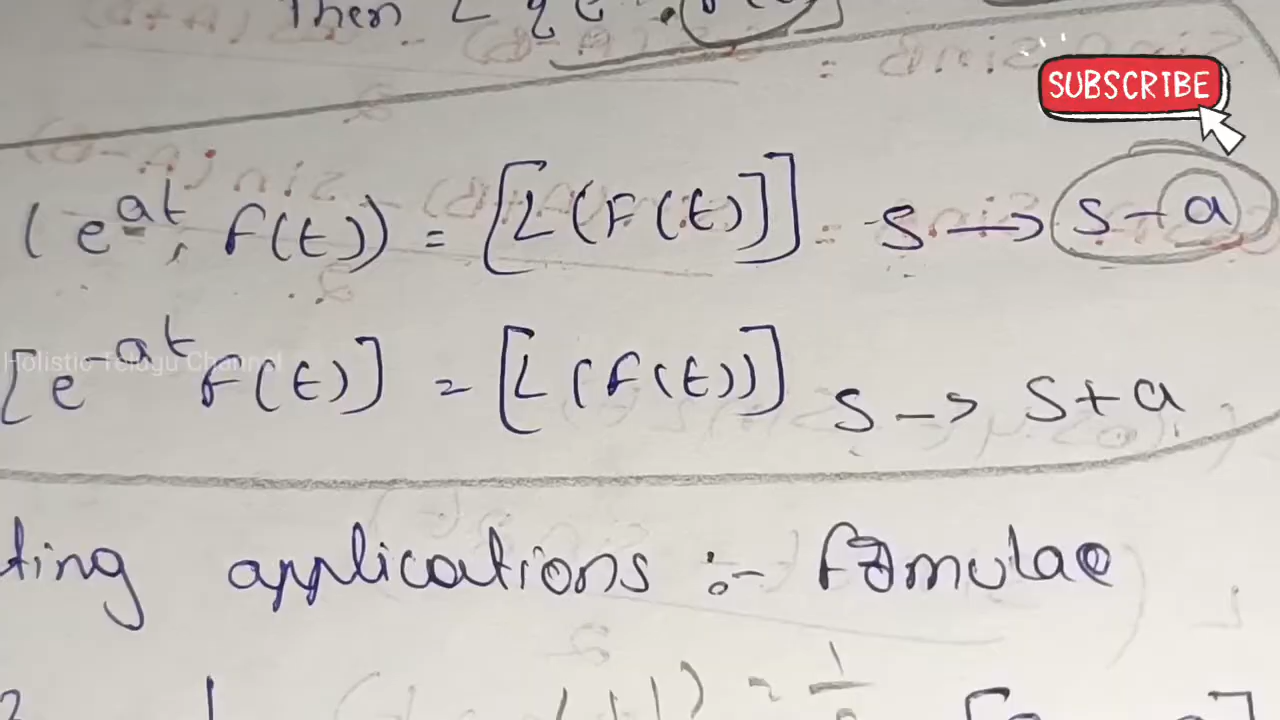 Then L
SUBSCRIBE
(e^at, f(t)) = [L(F(t)]] s → s-a
[e^-at f(t)] = [L(f(t))] s → s+a
Holistic Telugu Channel
ting applications :- formulae